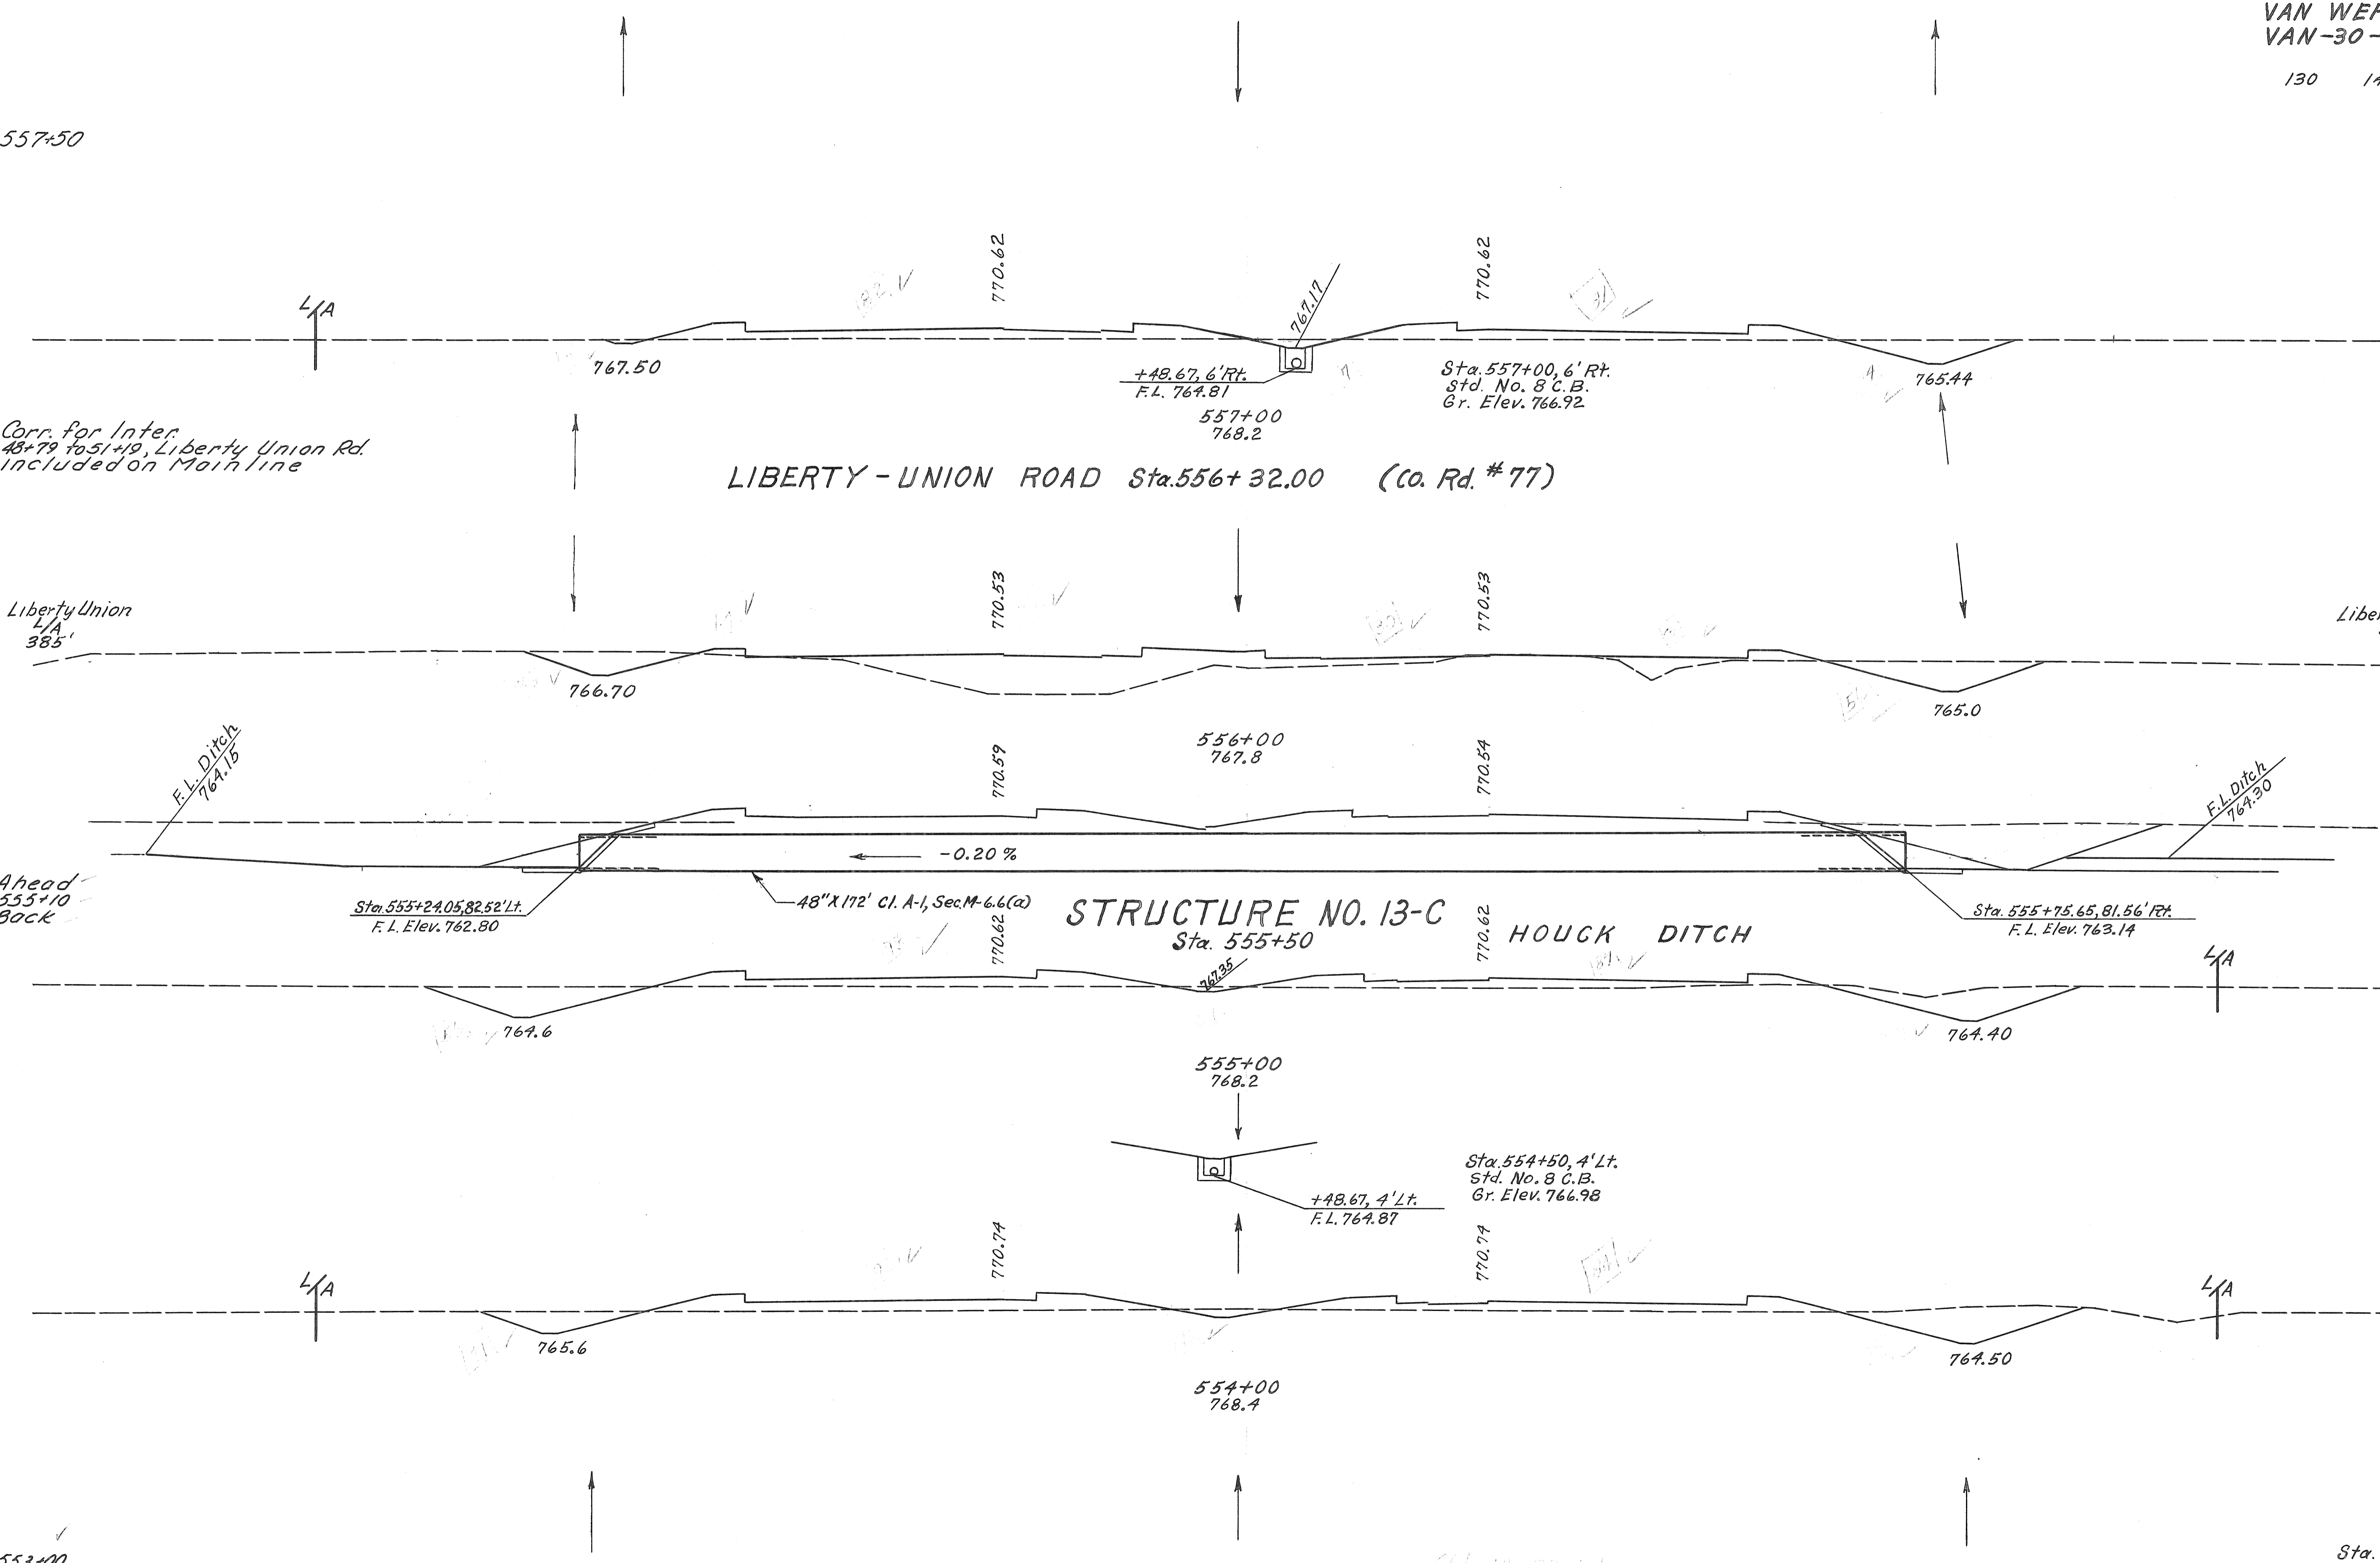 VAN-30-
130
557+50
770.62
770.62
L/A
767.17
767.50
+48.67, 6' Rt.
F.L. 764.81
557+00
768.2
Sta. 557+00, 6' Rt.
Std. No. 8 C.B.
Gr. Elev. 766.92
765.44
Corr. for Inter.
48+79 to 51+19, Liberty Union Rd.
included on Mainline
LIBERTY-UNION ROAD Sta. 556+32.00 (Co. Rd. #77)
770.53
770.53
Liberty Union
L/A
385'
766.70
765.0
556+00
767.8
F.L. Ditch
764.15
770.59
770.54
F.L. Ditch
764.30
-0.20 %
Ahead
555+10
Back
Sta. 555+24.05, 82.52' Lt.
F.L. Elev. 762.80
48" X 172' Cl. A-1, Sec. M-6.6(a)
STRUCTURE NO. 13-C
Sta. 555+50
HOUCK DITCH
Sta. 555+75.65, 81.56' Rt.
F.L. Elev. 763.14
770.62
770.62
L/A
767.35
764.6
764.40
555+00
768.2
Sta. 554+50, 4' Lt.
Std. No. 8 C.B.
Gr. Elev. 766.98
+48.67, 4' Lt.
F.L. 764.87
770.74
770.74
L/A
L/A
765.6
764.50
554+00
768.4
553+00
Sta.